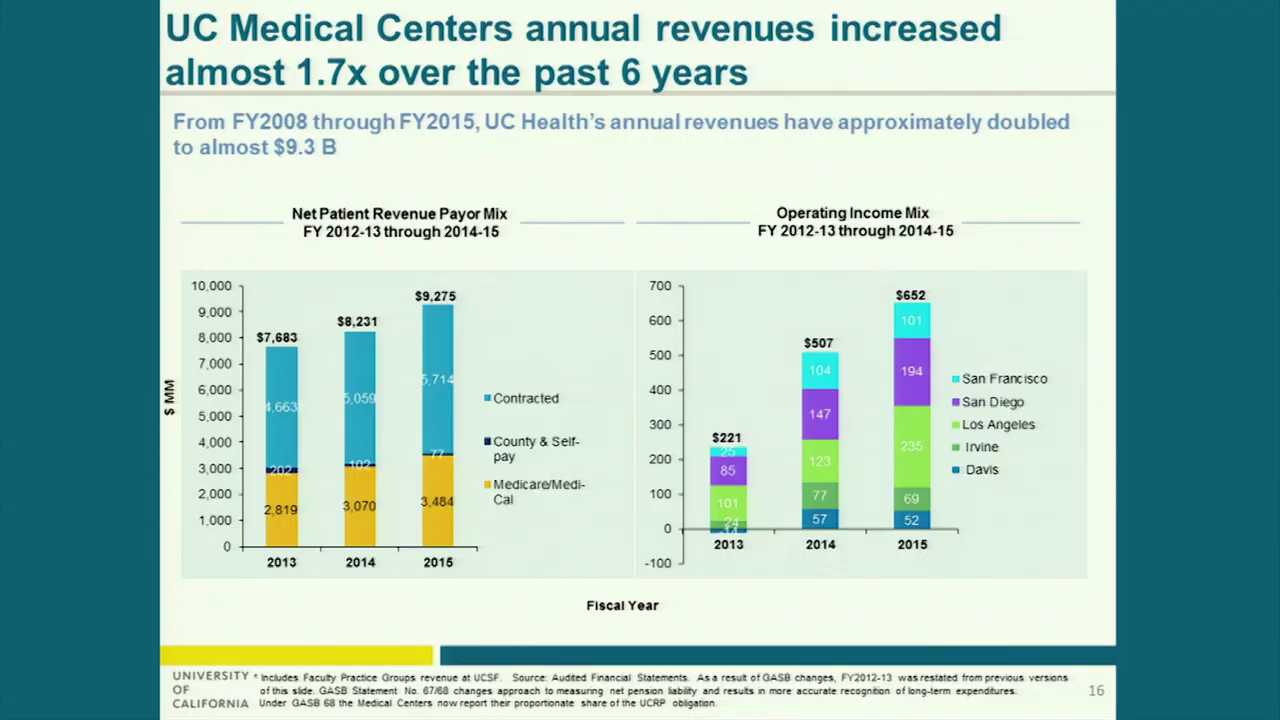 UC Medical Centers annual revenues increased
almost 1.7x over the past 6 years
From FY2008 through FY2015, UC Health's annual revenues have approximately doubled
to almost $9.3 B
Net Patient Revenue Payor Mix
FY 2012-13 through 2014-15
$ MM
10,000
9,000
8,000
7,000
6,000
5,000
4,000
3,000
2,000
1,000
0
$7,683
4,663
202
2,819
2013
$8,231
5,059
102
3,070
2014
$9,275
5,714
77
3,484
2015
Contracted
County & Self-
pay
Medicare/Medi-
Cal
Operating Income Mix
FY 2012-13 through 2014-15
700
600
500
400
300
200
100
0
-100
$221
25
85
101
24
2013
$507
104
147
123
77
57
2014
$652
101
194
235
69
52
2015
San Francisco
San Diego
Los Angeles
Irvine
Davis
Fiscal Year
UNIVERSITY
OF
CALIFORNIA
* Includes Faculty Practice Groups revenue at UCSF. Source: Audited Financial Statements. As a result of GASB changes, FY2012-13 was restated from previous versions
of this slide. GASB Statement No. 67/68 changes approach to measuring net pension liability and results in more accurate recognition of long-term expenditures.
Under GASB 68 the Medical Centers now report their proportionate share of the UCRP obligation.
16